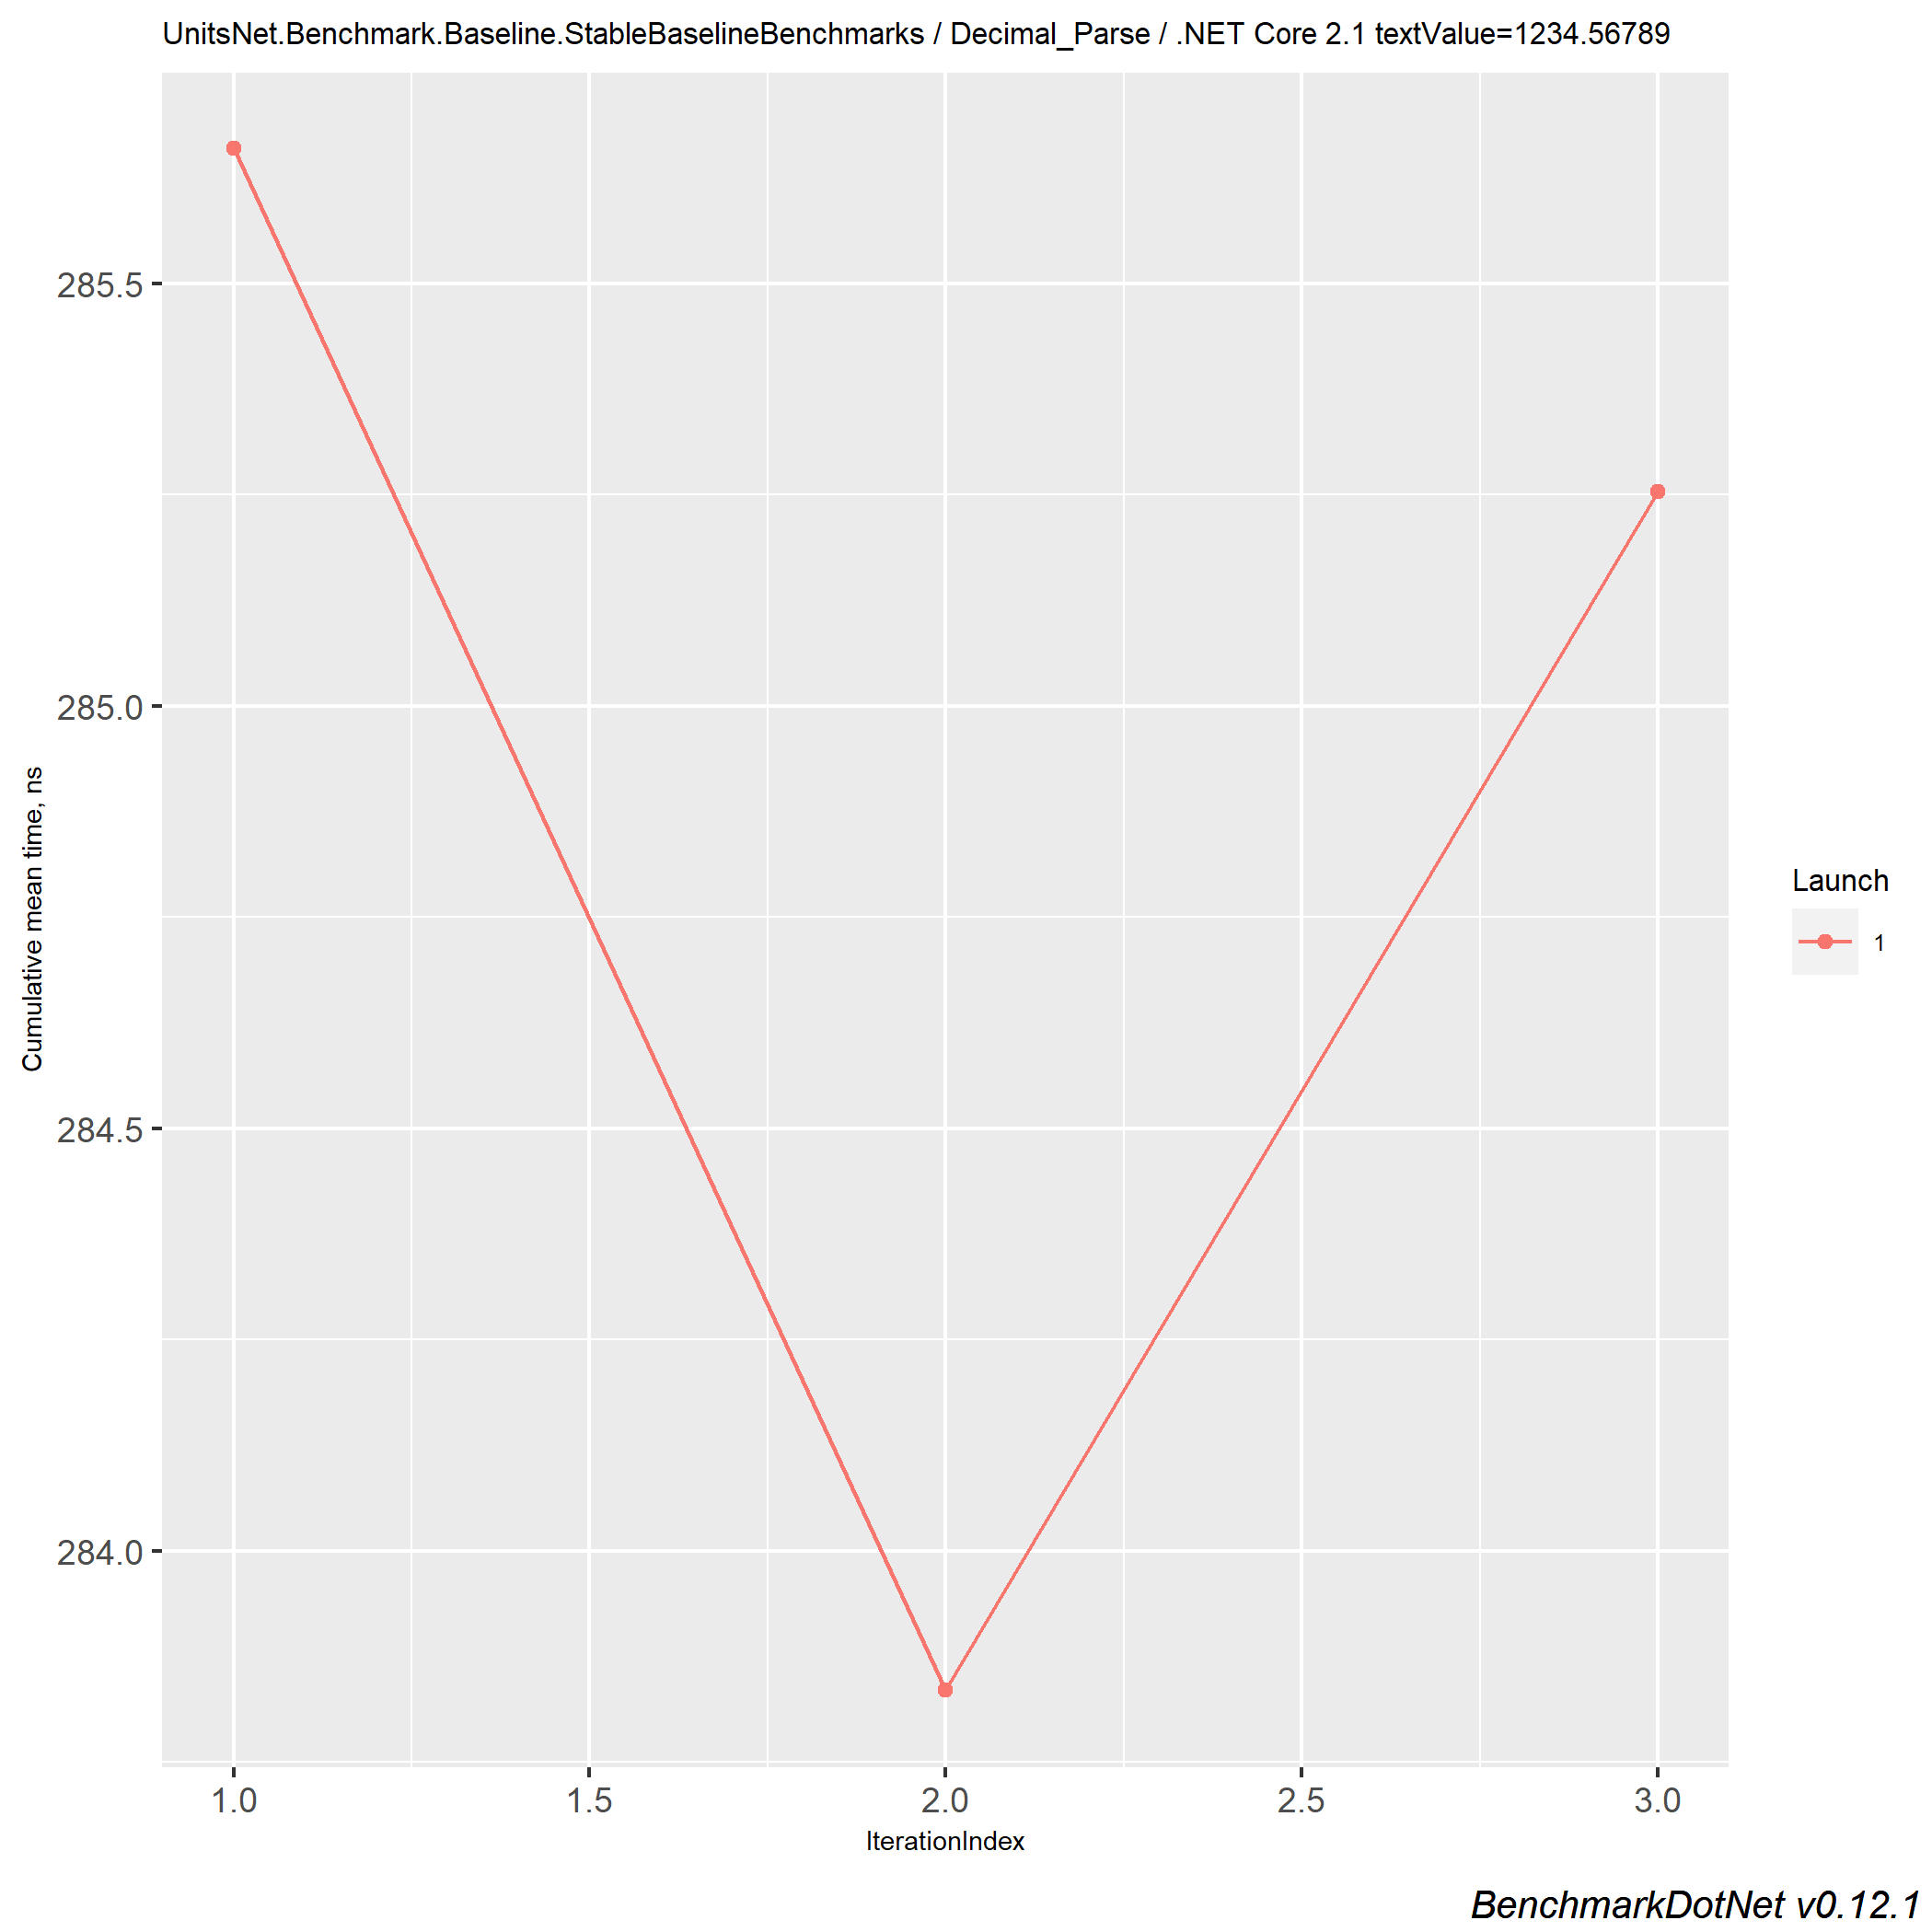 UnitsNet.Benchmark.Baseline.StableBaselineBenchmarks / Decimal_Parse / .NET Core 2.1 textValue=1234.56789
285.5
285.0
284.5
284.0
Cumulative mean time, ns
1.0 1.5 2.0 2.5 3.0
IterationIndex
Launch
1
BenchmarkDotNet v0.12.1